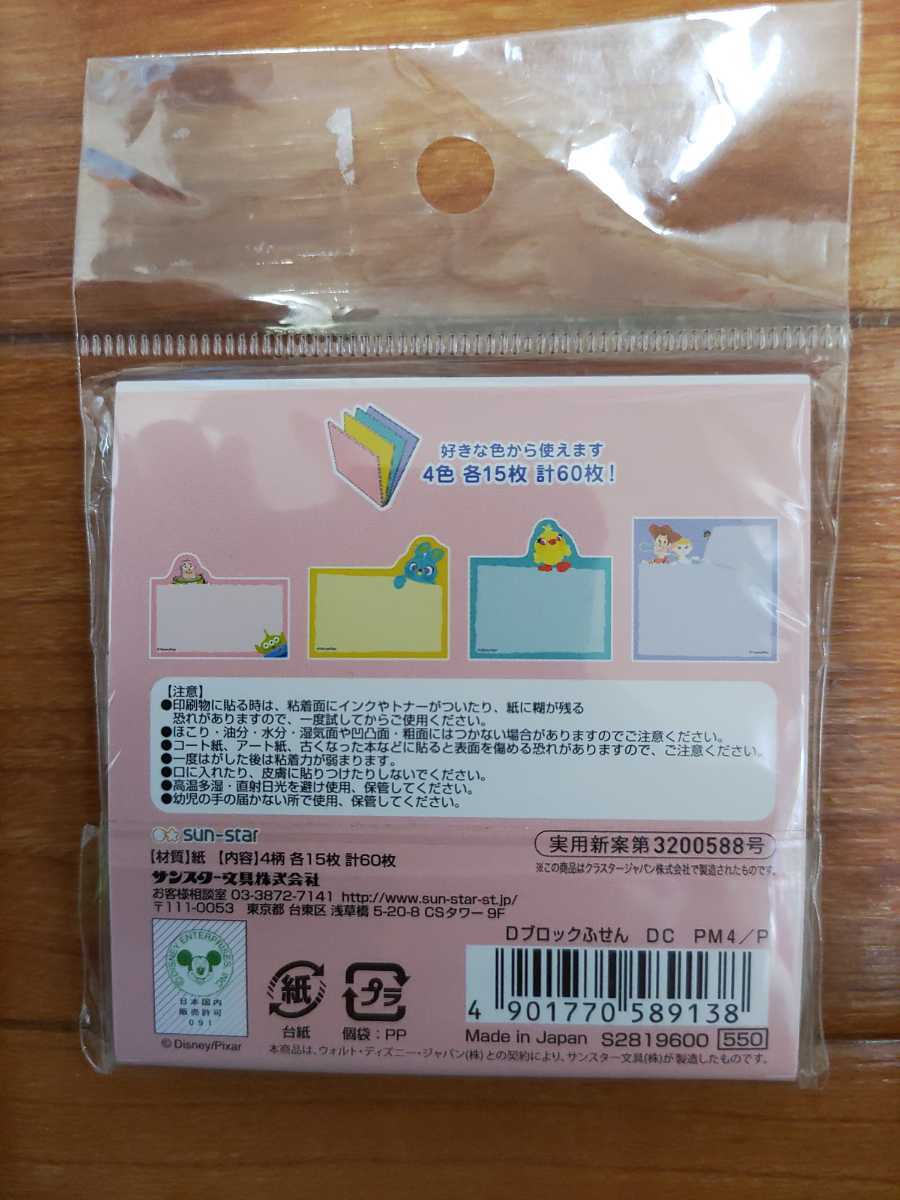 好きな色から使えます
4色 各15枚 計60枚!
【注意】
●印刷物に貼る時は、粘着面にインクやトナーがついたり、紙に糊が残る
恐れがありますので、一度試してからご使用ください。
●ほこり・油分・水分・湿気面や凹凸面・粗面にはつかない場合がありますのでご注意ください。
●コート紙、アート紙、古くなった本などに貼ると表面を傷める恐れがありますので、ご注意ください。
●一度はがした後は粘着力が弱まります。
●口に入れたり、皮膚に貼りつけたりしないでください。
●高温多湿・直射日光を避け使用、保管してください。
●幼児の手の届かない所で使用、保管してください。
sun-star
実用新案第3200588号
【材質】紙 【内容】4柄 各15枚 計60枚
※この商品はクラスタージャパン株式会社で製造されたものです。
サンスター文具株式会社
お客様相談室 03-3872-7141 http://www.sun-star-st.jp/
〒111-0053 東京都 台東区 浅草橋 5-20-8 CSタワー 9F
Dブロックふせん DC PM4/P
©DISNEY ENTERPRISES, INC.
日本国内
販売許可
091
紙
台紙
プラ
個袋:PP
4 901770 589138
Made in Japan S2819600 550
©Disney/Pixar
本商品は、ウォルト・ディズニー・ジャパン(株)との契約により、サンスター文具(株)が製造したものです。